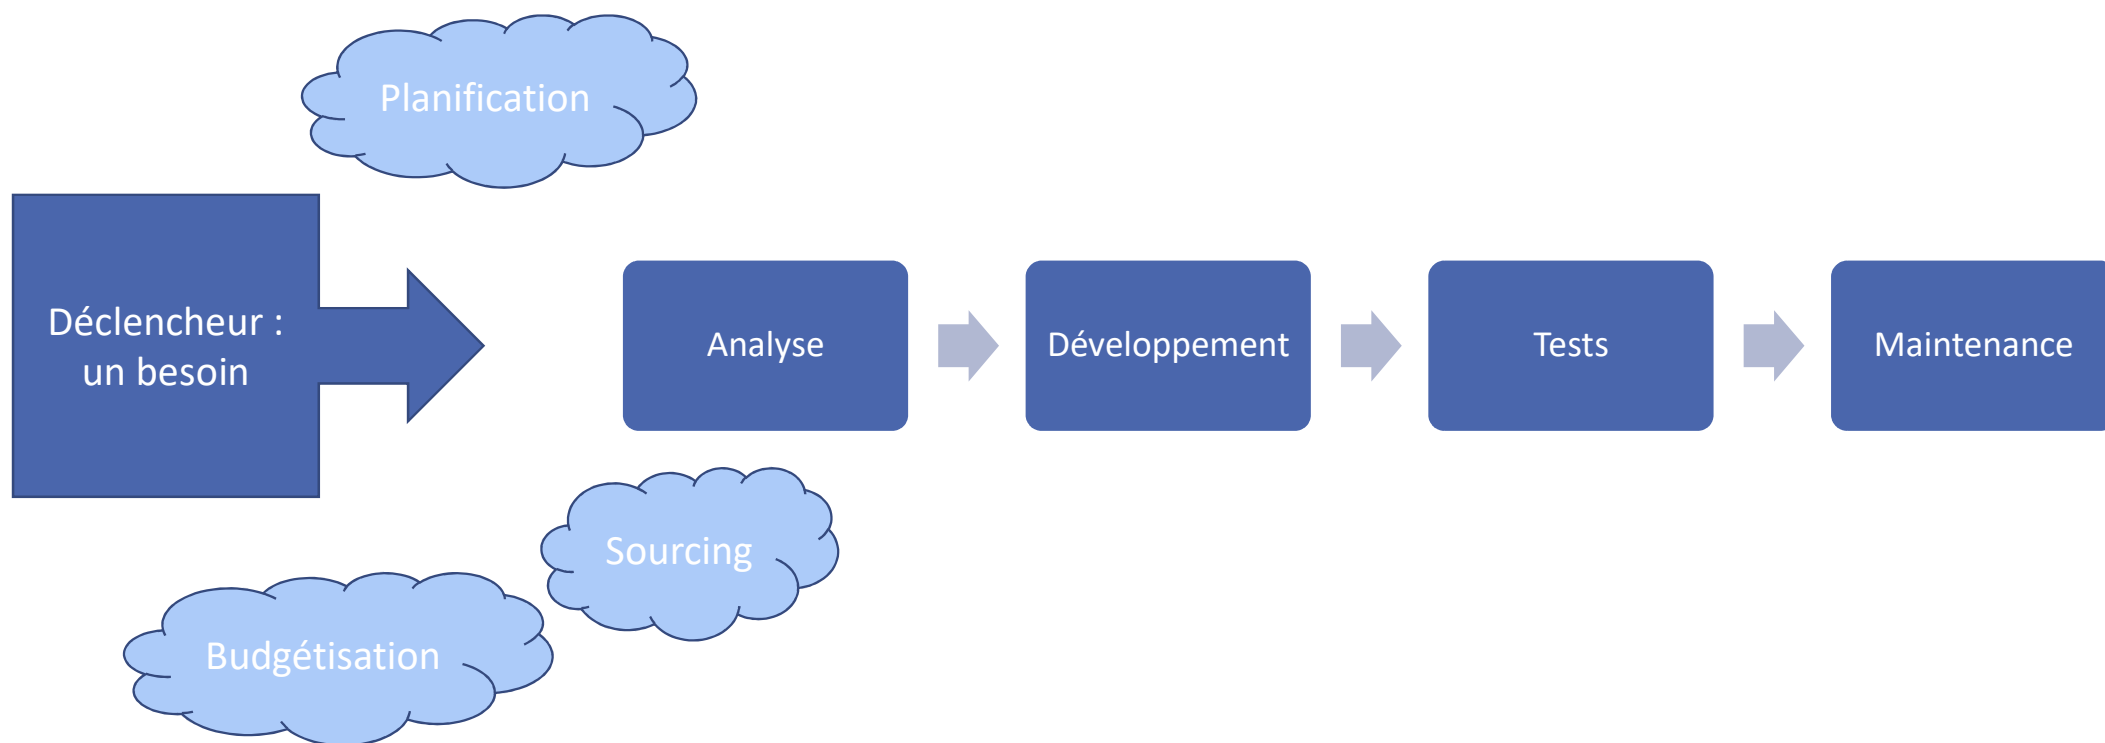 Planification
Déclencheur :
un besoin
Analyse
Développement
Tests
Maintenance
Sourcing
Budgétisation